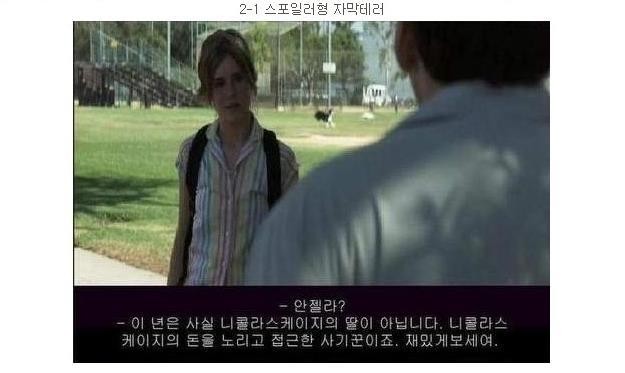 2-1 스포일러형 자막테러
- 안젤라?
- 이 년은 사실 니콜라스케이지의 딸이 아닙니다. 니콜라스
케이지의 돈을 노리고 접근한 사기꾼이죠. 재밌게보세여.